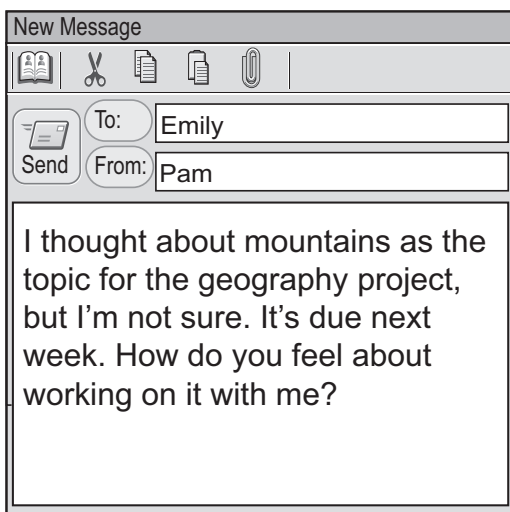 New Message
To: Emily
Send From: Pam
I thought about mountains as the
topic for the geography project,
but I’m not sure. It’s due next
week. How do you feel about
working on it with me?